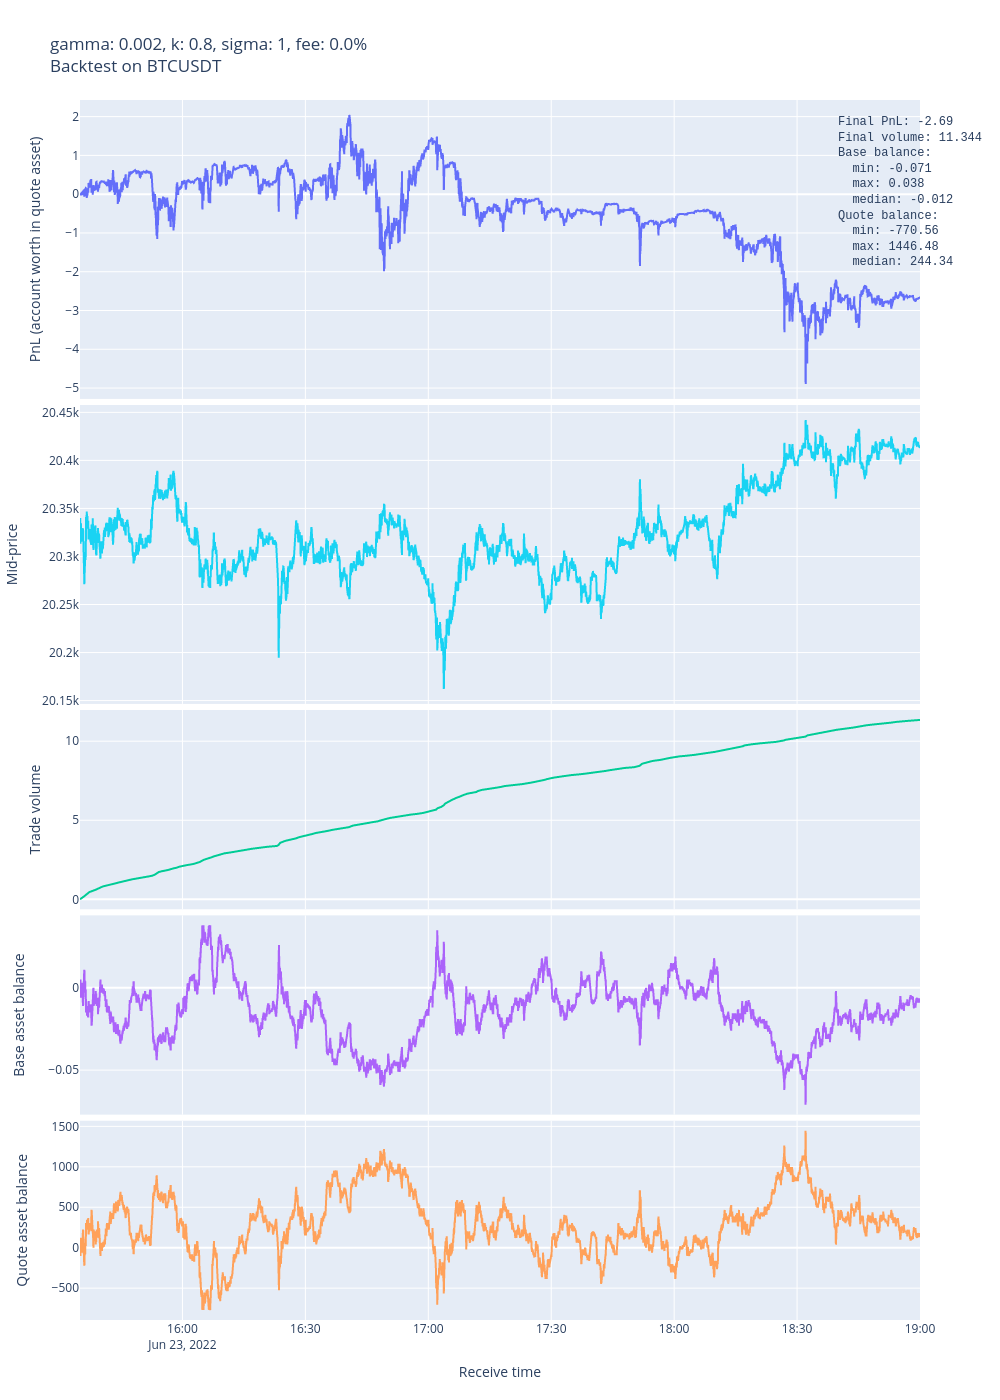 gamma: 0.002, k: 0.8, sigma: 1, fee: 0.0%
Backtest on BTCUSDT
PnL (account worth in quote asset)
2
1
0
−1
−2
−3
−4
−5
Final PnL: -2.69
Final volume: 11.344
Base balance:
min: -0.071
max: 0.038
median: -0.012
Quote balance:
min: -770.56
max: 1446.48
median: 244.34
Mid-price
20.45k
20.4k
20.35k
20.3k
20.25k
20.2k
20.15k
Trade volume
10
5
0
Base asset balance
0
−0.05
Quote asset balance
1500
1000
500
0
−500
16:00 16:30 17:00 17:30 18:00 18:30 19:00
Jun 23, 2022
Receive time